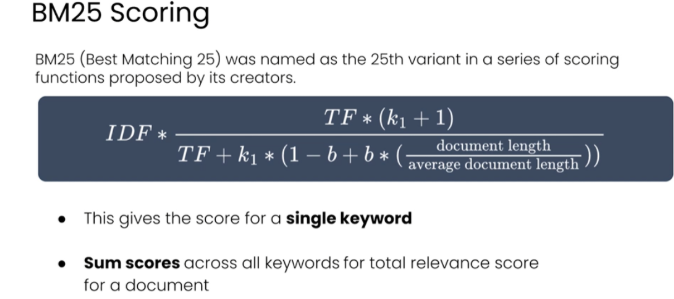 BM25 Scoring
BM25 (Best Matching 25) was named as the 25th variant in a series of scoring
functions proposed by its creators.
IDF * \frac{TF * (k_1 + 1)}{TF + k_1 * (1 - b + b * (\frac{document length}{average document length}))}
• This gives the score for a single keyword
• Sum scores across all keywords for total relevance score
for a document